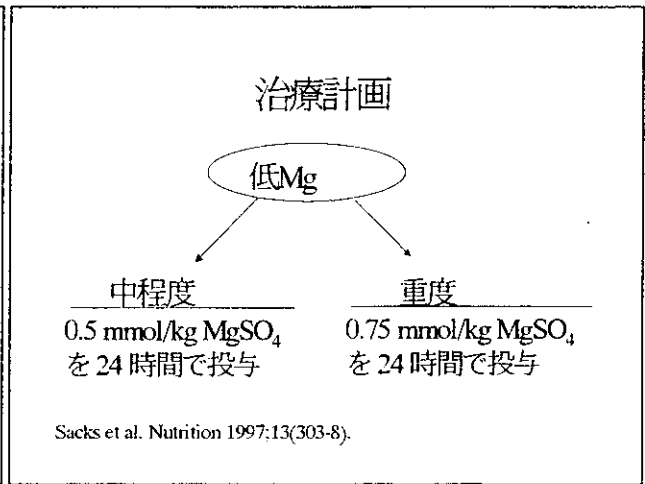 治療計画
低Mg
中程度
0.5 mmol/kg MgSO₄
を 24 時間で投与
重度
0.75 mmol/kg MgSO₄
を 24 時間で投与
Sacks et al. Nutrition 1997;13(303-8).